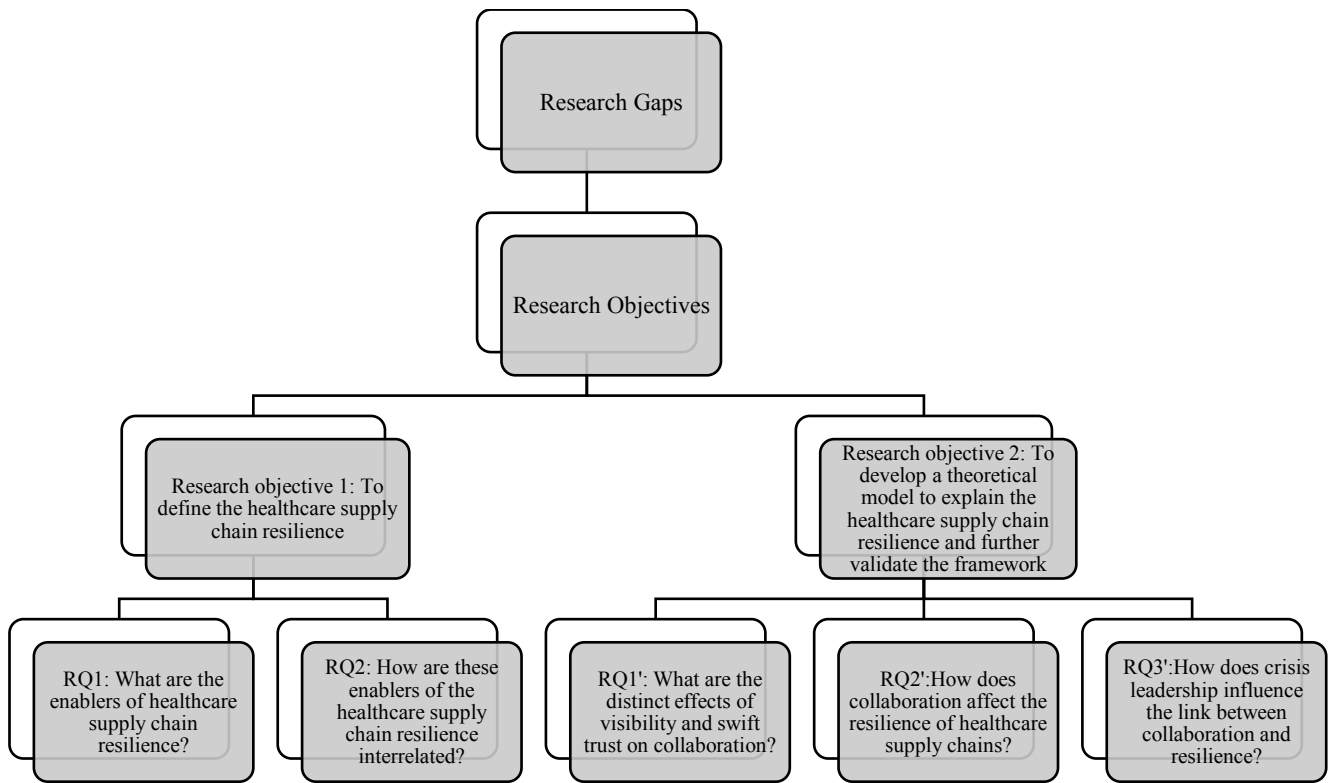 Research Gaps
Research Objectives
Research objective 1: To
define the healthcare supply
chain resilience
Research objective 2: To
develop a theoretical
model to explain the
healthcare supply chain
resilience and further
validate the framework
RQ1: What are the
enablers of healthcare
supply chain
resilience?
RQ2: How are these
enablers of the
healthcare supply
chain resilience
interrelated?
RQ1': What are the
distinct effects of
visibility and swift
trust on collaboration?
RQ2':How does
collaboration affect the
resilience of healthcare
supply chains?
RQ3':How does crisis
leadership influence
the link between
collaboration and
resilience?